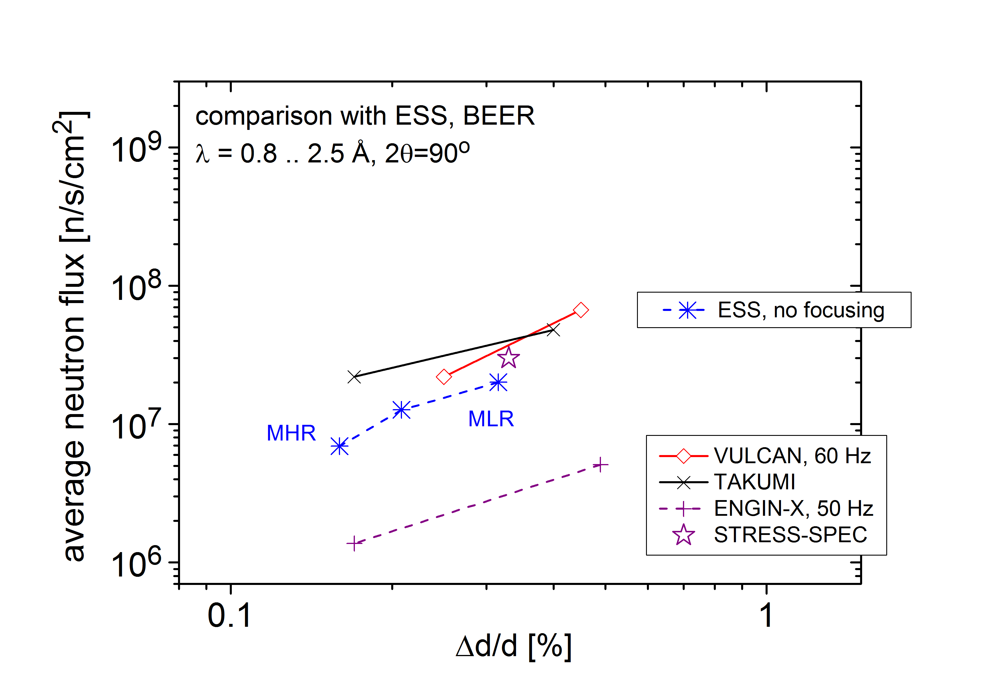 comparison with ESS, BEER
λ = 0.8 .. 2.5 Å, 2θ=90°
average neutron flux [n/s/cm²]
10⁹
10⁸
10⁷
10⁶
ESS, no focusing
MHR
MLR
VULCAN, 60 Hz
TAKUMI
ENGIN-X, 50 Hz
STRESS-SPEC
0.1
1
Δd/d [%]